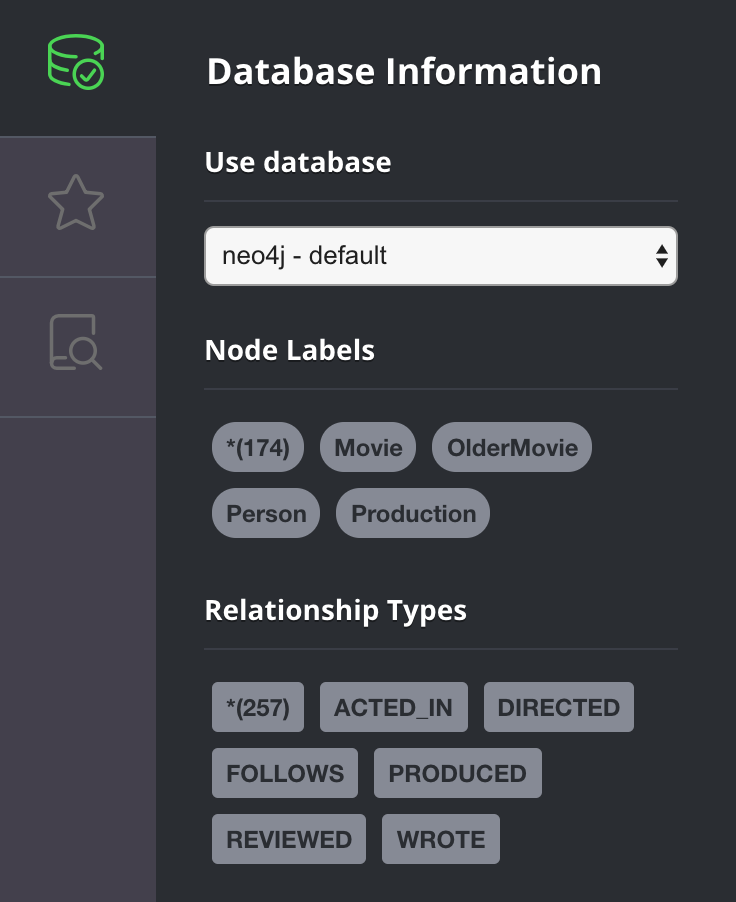 Database Information
Use database
neo4j - default
Node Labels
*(174) Movie OlderMovie
Person Production
Relationship Types
*(257) ACTED_IN DIRECTED
FOLLOWS PRODUCED
REVIEWED WROTE